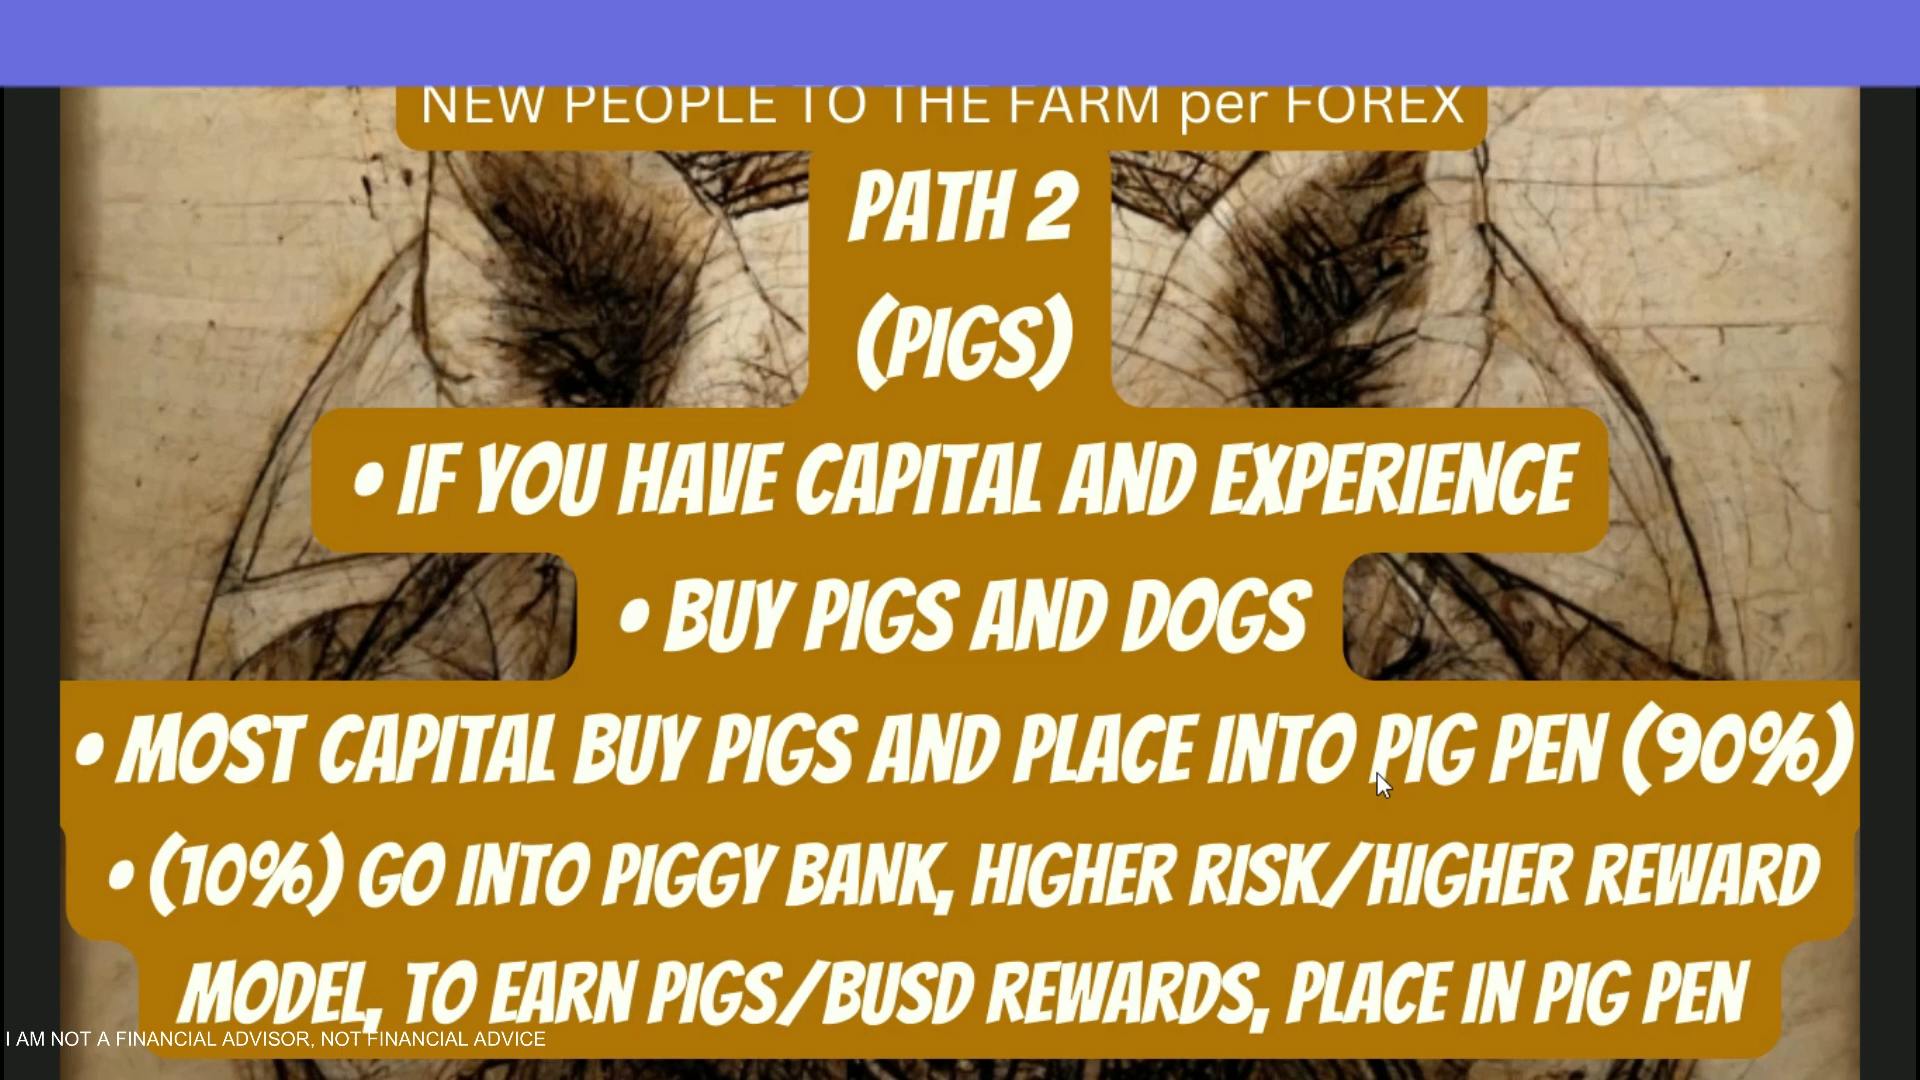 NEW PEOPLE TO THE FARM per FOREX
PATH 2
(PIGS)
• IF YOU HAVE CAPITAL AND EXPERIENCE
• BUY PIGS AND DOGS
• MOST CAPITAL BUY PIGS AND PLACE INTO PIG PEN (90%)
• (10%) GO INTO PIGGY BANK, HIGHER RISK/HIGHER REWARD
MODEL, TO EARN PIGS/BUSD REWARDS, PLACE IN PIG PEN
I AM NOT A FINANCIAL ADVISOR, NOT FINANCIAL ADVICE